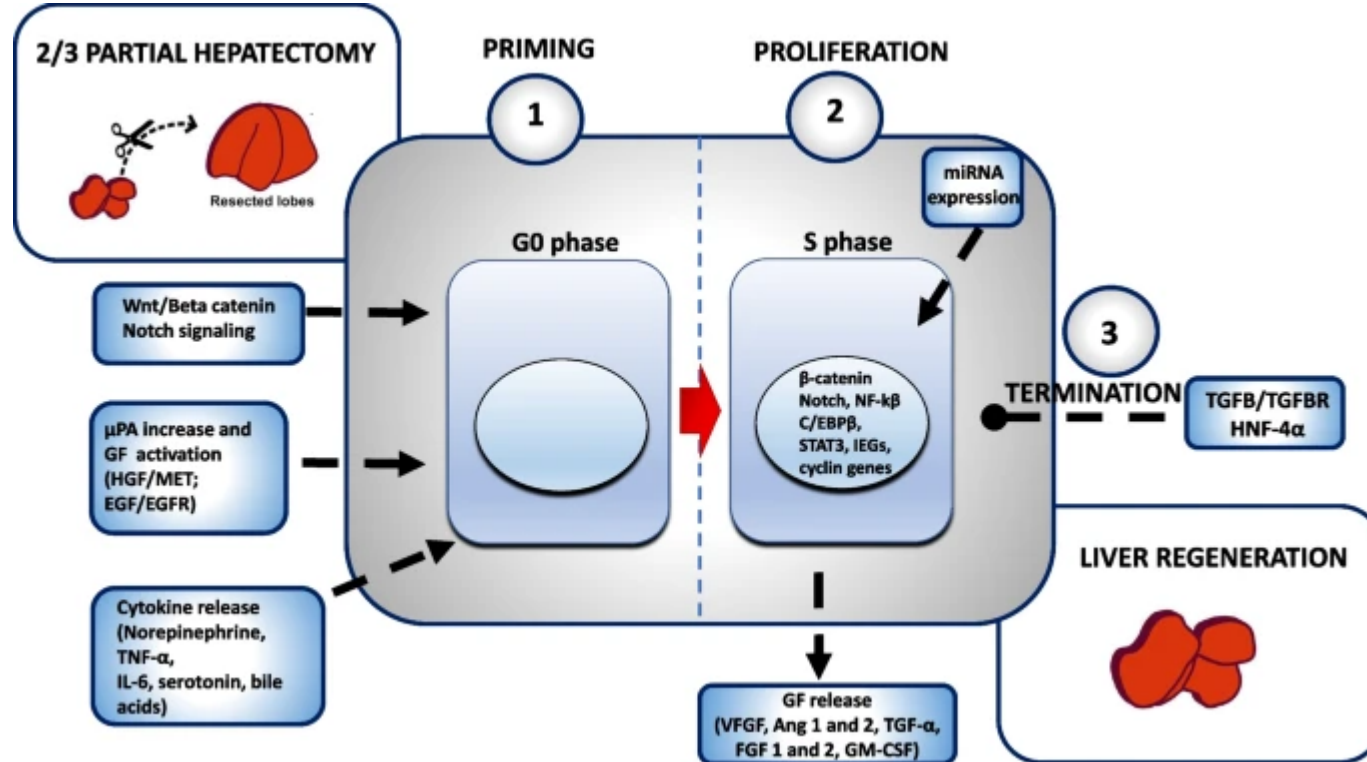 2/3 PARTIAL HEPATECTOMY
Resected lobes
PRIMING
1
PROLIFERATION
2
miRNA
expression
G0 phase
S phase
Wnt/Beta catenin
Notch signaling
μPA increase and
GF activation
(HGF/MET;
EGF/EGFR)
Cytokine release
(Norepinephrine,
TNF-α,
IL-6, serotonin, bile
acids)
β-catenin
Notch, NF-kβ
C/EBPβ,
STAT3, IEGs,
cyclin genes
3
TERMINATION
TGFB/TGFBR
HNF-4α
GF release
(VFGF, Ang 1 and 2, TGF-α,
FGF 1 and 2, GM-CSF)
LIVER REGENERATION